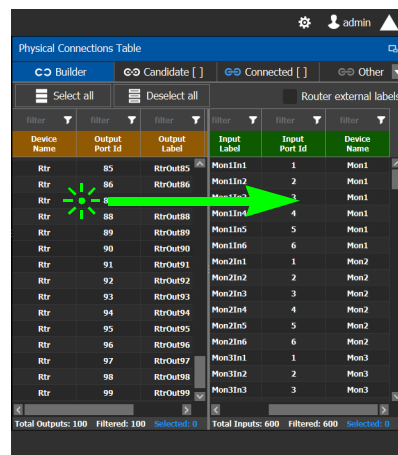 admin
Physical Connections Table
Builder Candidate [ ] Connected [ ] Other
Select all Deselect all Router external labels
filter filter filter filter filter filter
Device Name Output Port Id Output Label Input Label Input Port Id Device Name
Rtr 85 RtrOut85 Mon1In1 1 Mon1
Rtr 86 RtrOut86 Mon1In2 2 Mon1
Rtr Mon1
Rtr 88 RtrOut88 Mon1In4 4 Mon1
Rtr 89 RtrOut89 Mon1In5 5 Mon1
Rtr 90 RtrOut90 Mon1In6 6 Mon1
Rtr 91 RtrOut91 Mon2In1 1 Mon2
Rtr 92 RtrOut92 Mon2In2 2 Mon2
Rtr 93 RtrOut93 Mon2In3 3 Mon2
Rtr 94 RtrOut94 Mon2In4 4 Mon2
Rtr 95 RtrOut95 Mon2In5 5 Mon2
Rtr 96 RtrOut96 Mon2In6 6 Mon2
Rtr 97 RtrOut97 Mon3In1 1 Mon3
Rtr 98 RtrOut98 Mon3In2 2 Mon3
Rtr 99 RtrOut99 Mon3In3 3 Mon3
Total Outputs: 100 Filtered: 100 Selected: 0 Total Inputs: 600 Filtered: 600 Selected: 0